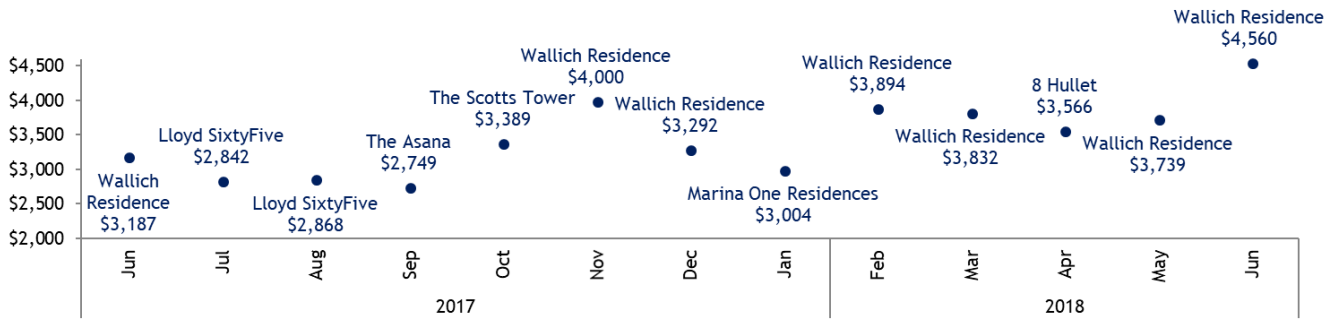 Wallich Residence
$4,560
Wallich Residence
$4,000
Wallich Residence
$3,894
8 Hullet
$3,566
The Scotts Tower
$3,389
Wallich Residence
$3,292
Lloyd SixtyFive
$2,842
The Asana
$2,749
Wallich Residence
$3,832
Wallich Residence
$3,739
Wallich
Residence
$3,187
Lloyd SixtyFive
$2,868
Marina One Residences
$3,004
$4,500
$4,000
$3,500
$3,000
$2,500
$2,000
Jun
Jul
Aug
Sep
Oct
Nov
Dec
Jan
Feb
Mar
Apr
May
Jun
2017
2018